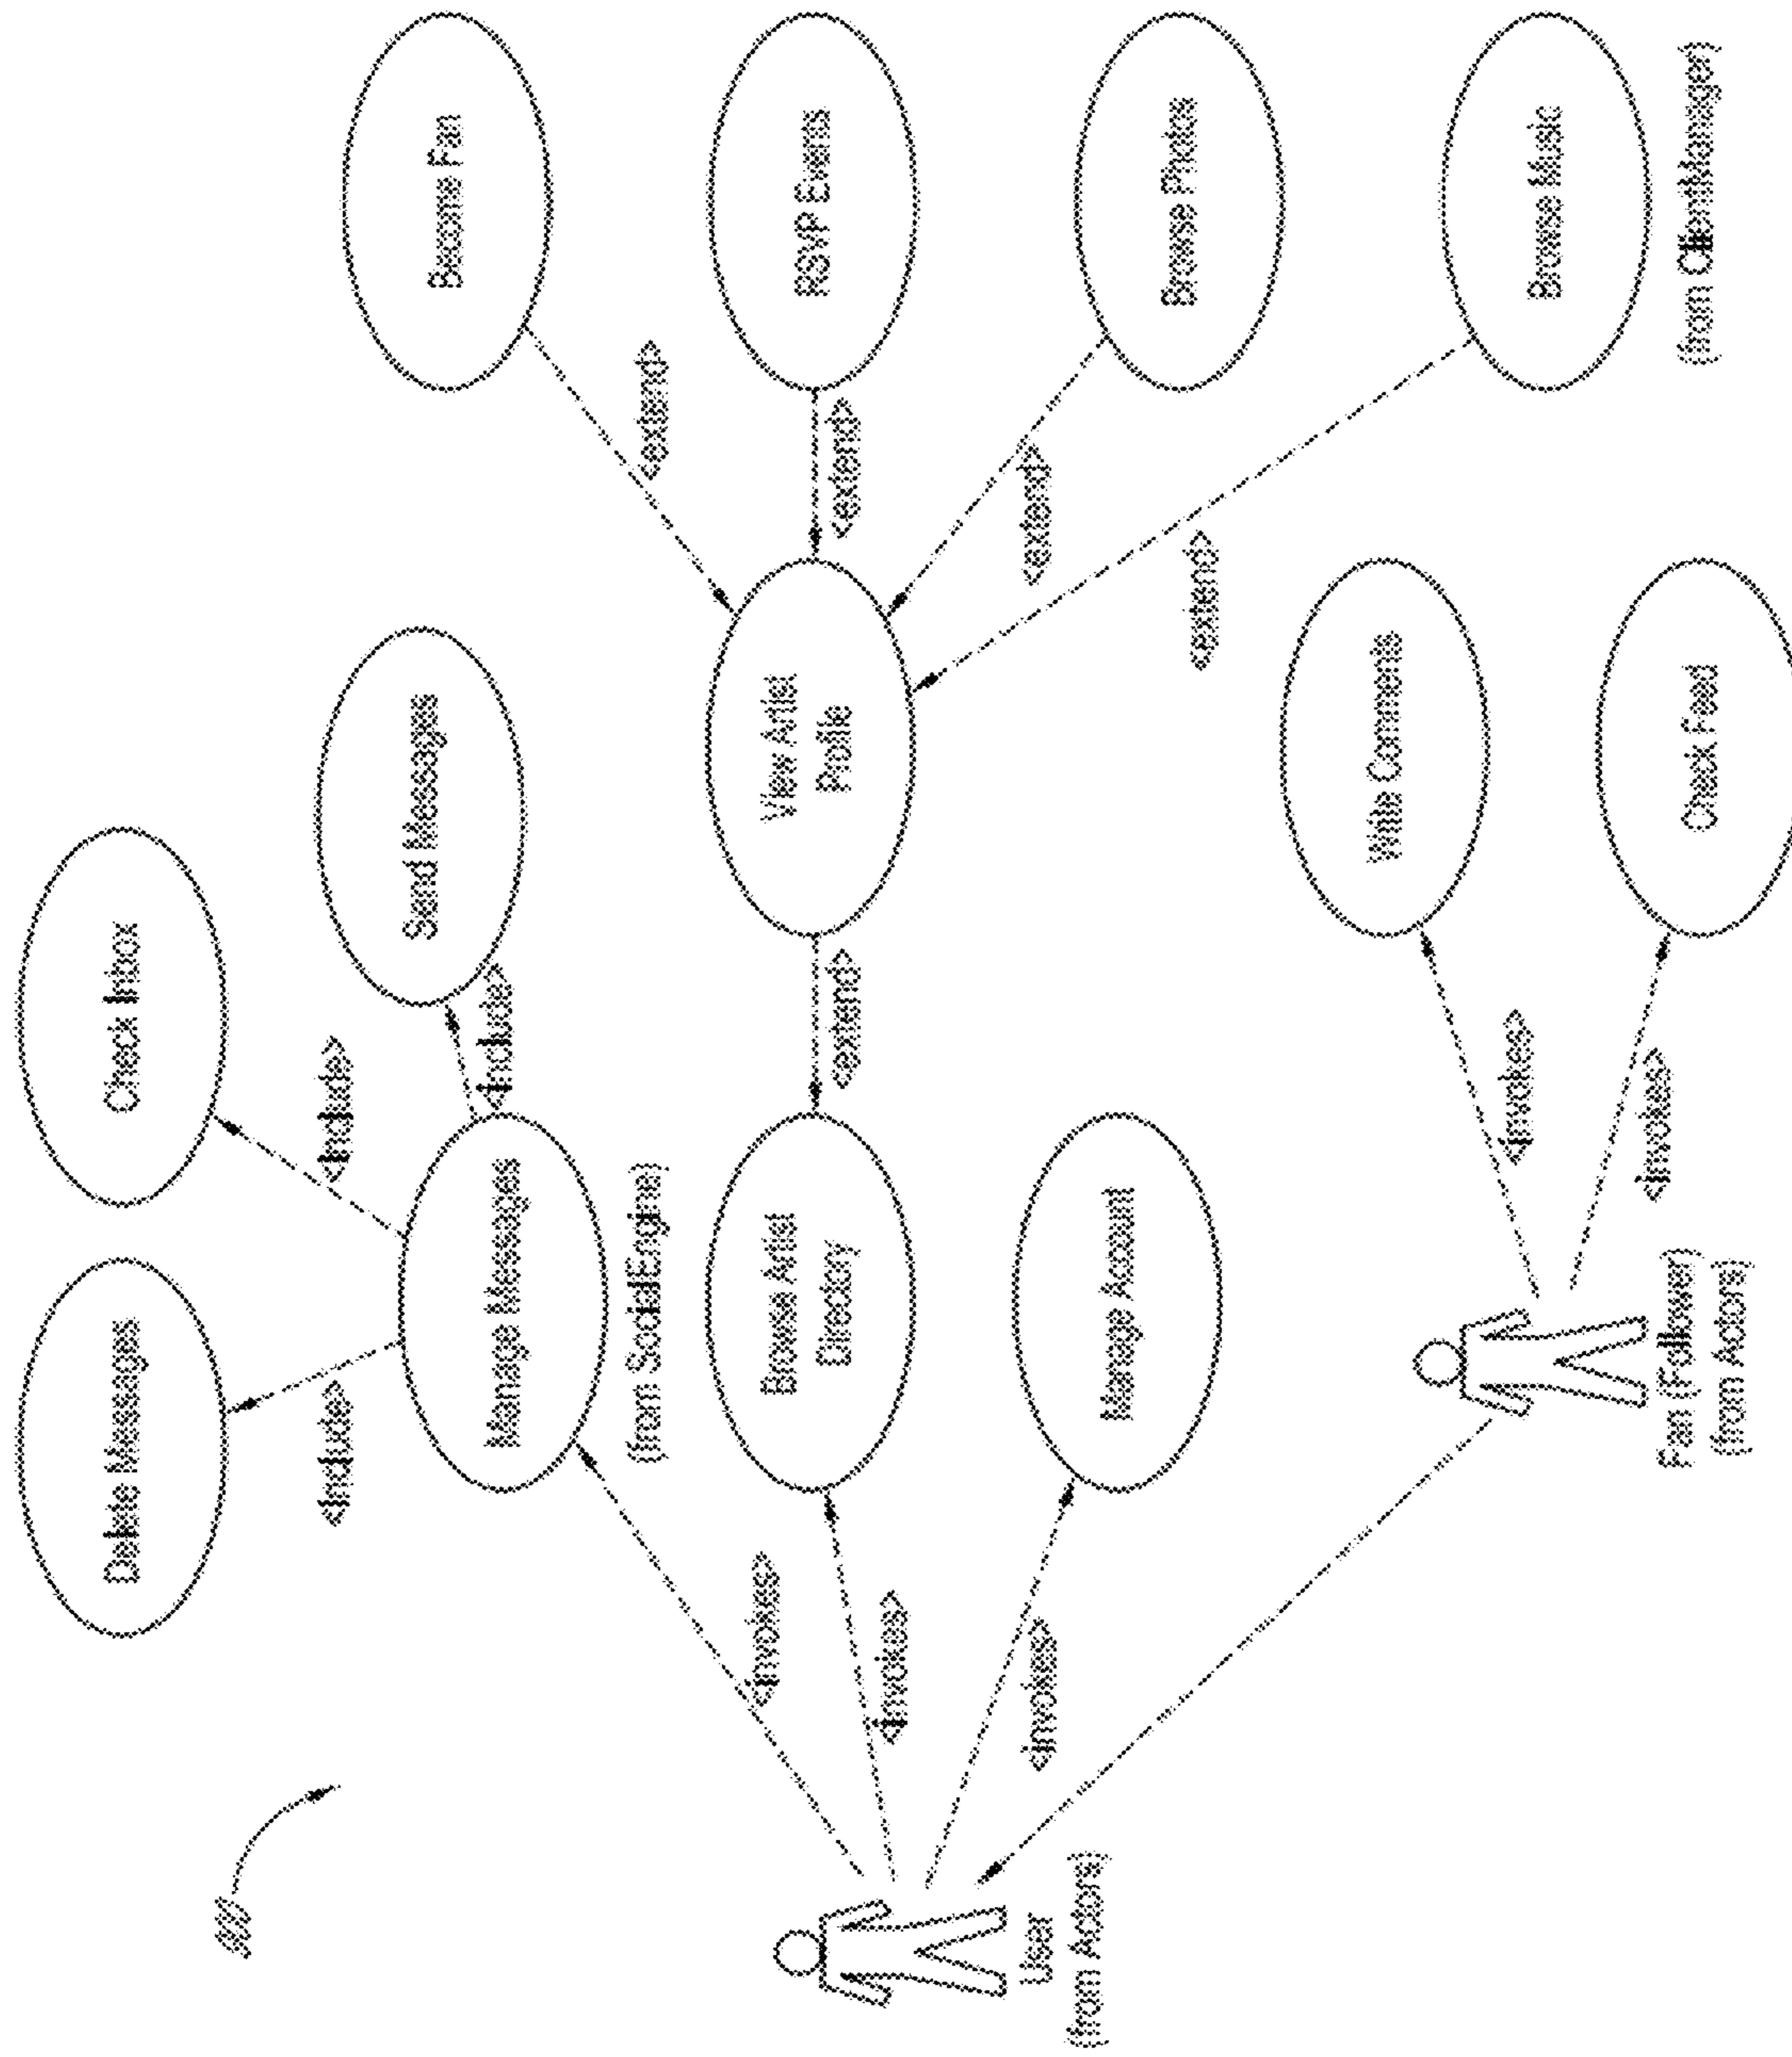 Delete Messages
Check Inbox
<include>
<include>
Send Messages
<include>
Become Fan
Manage Messages
(from SocialEngine)
<extend>
<invokes>
Browse Artist
Directory
<extend>
View Artist
Profile
<extend>
RSVP Events
<invokes>
User
(from Actors)
<invokes>
Manage Account
<extend>
Browse Photos
<extend>
<invokes>
Write Comments
Browse Music
(from ClientManager)
<invokes>
Check Feed
Fan (Follower)
(from Actors)